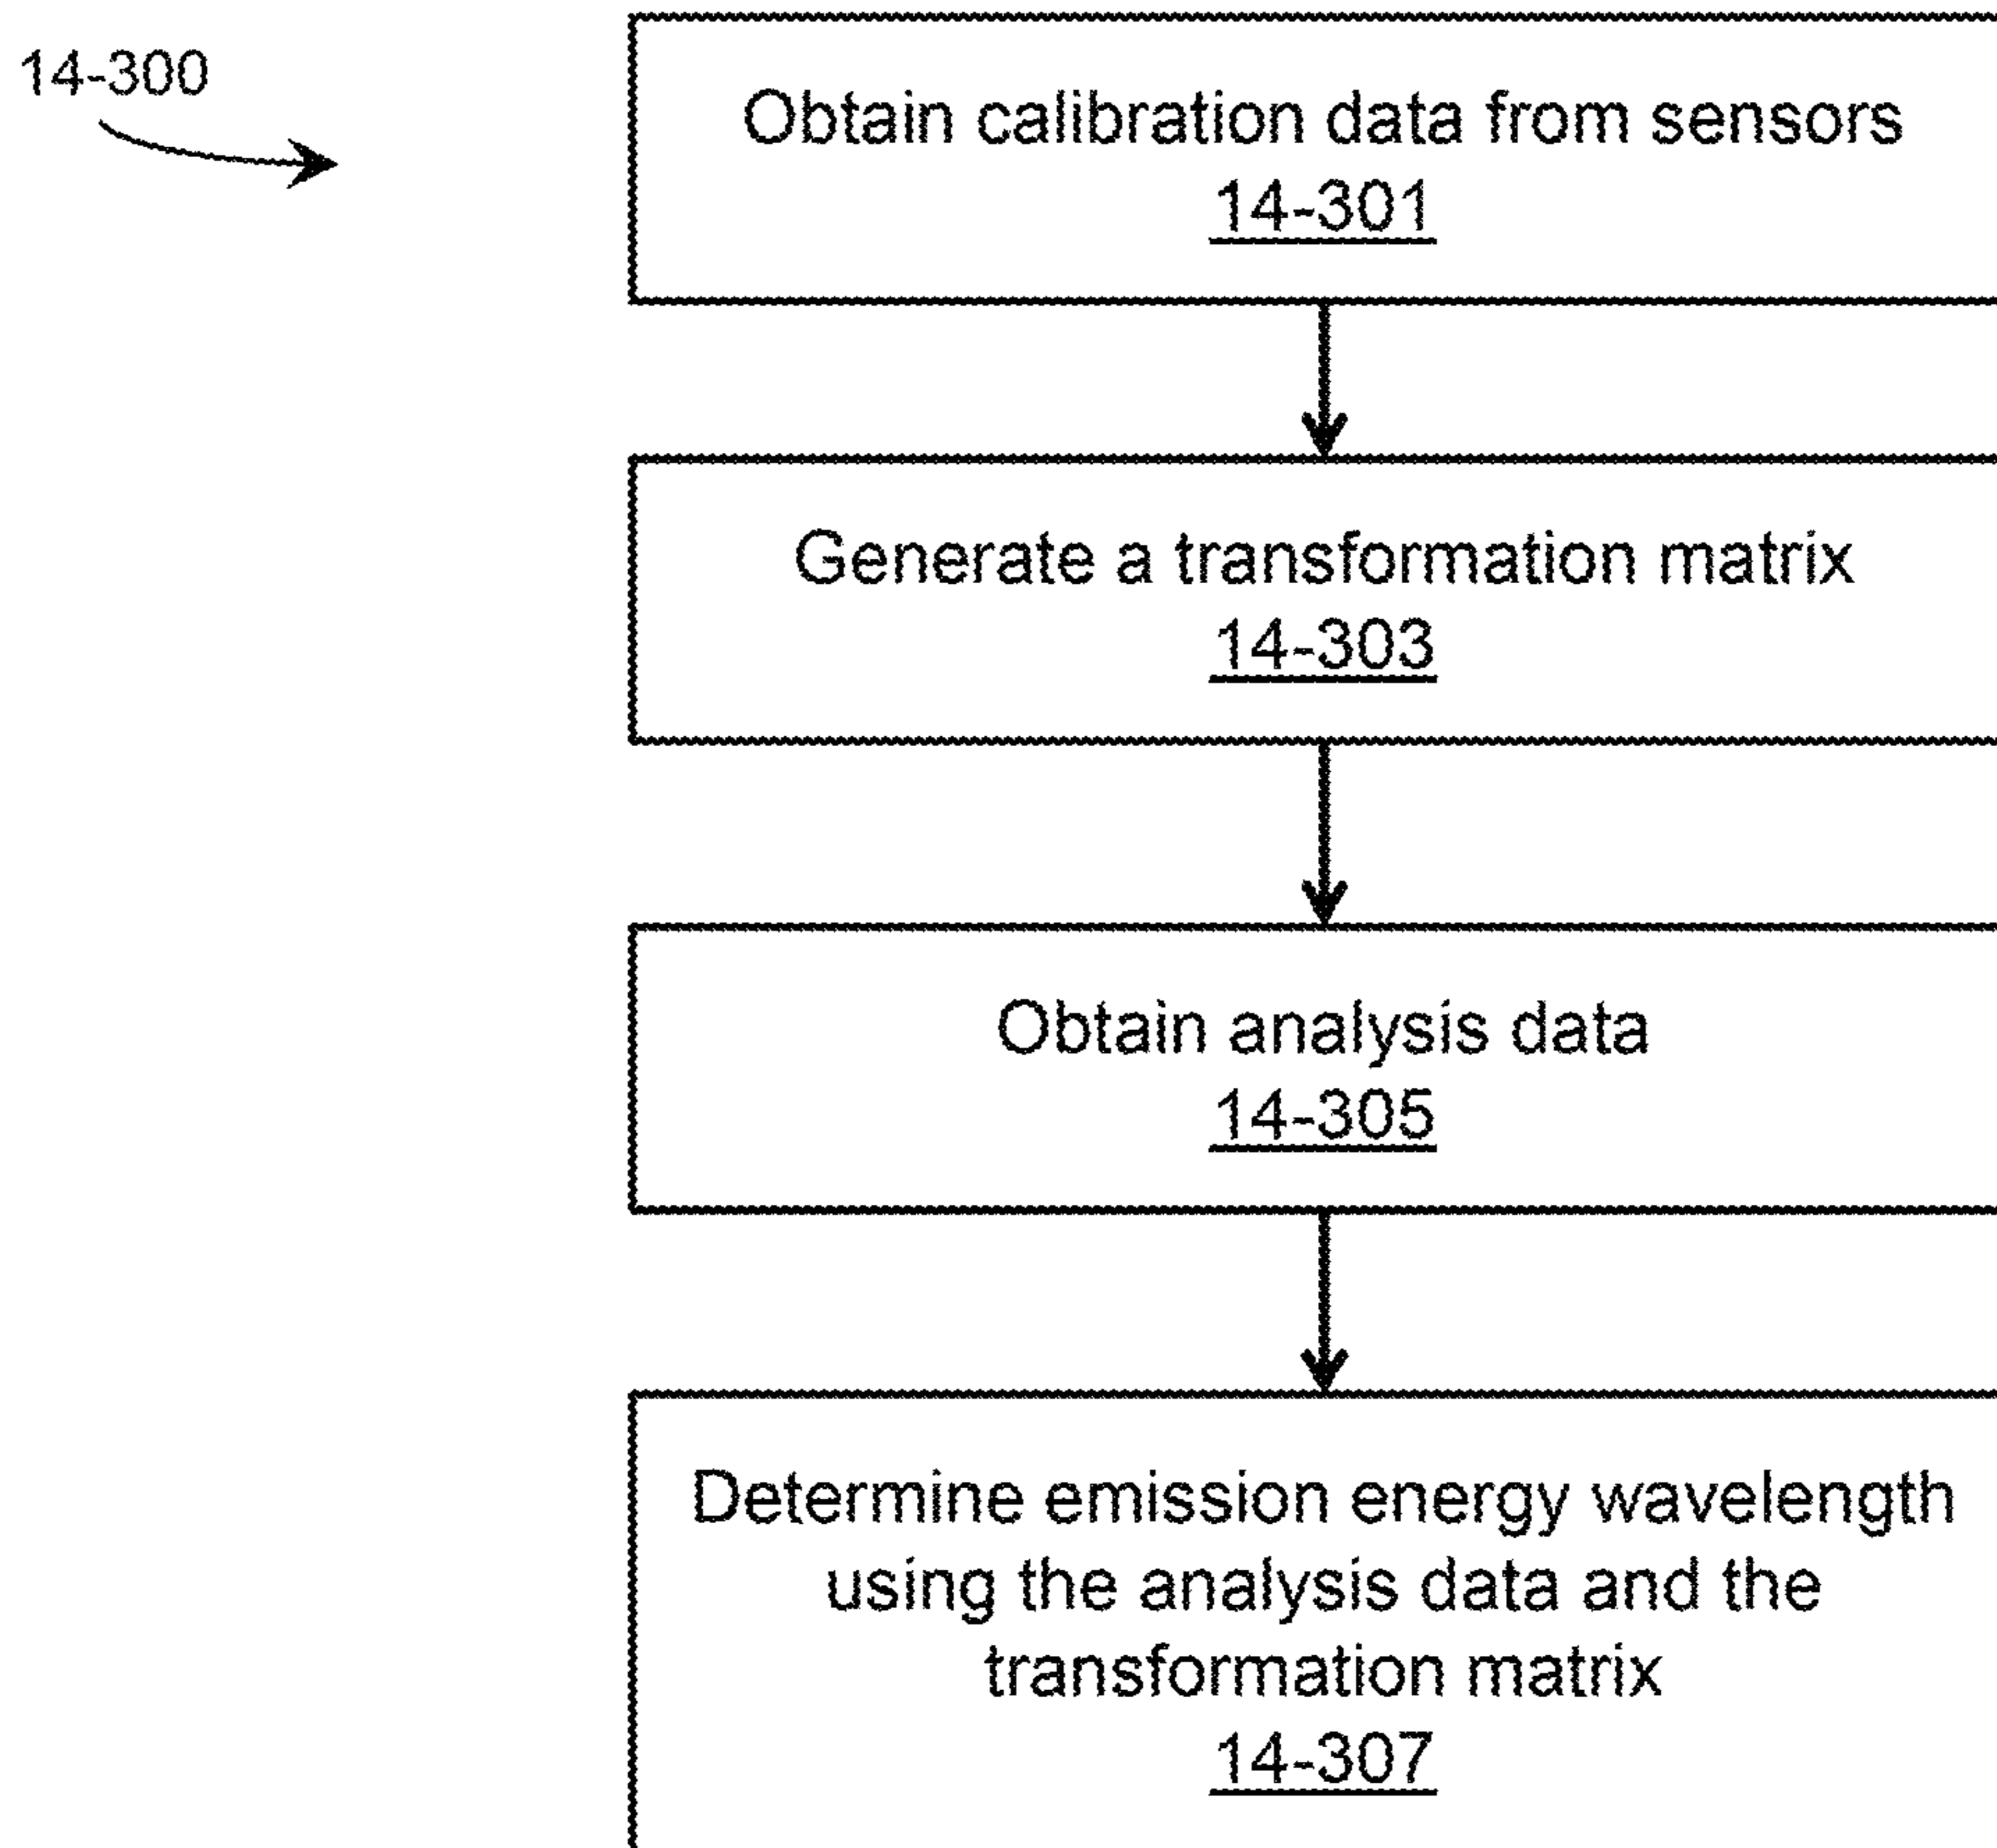 14-300
Obtain calibration data from sensors
14-301
Generate a transformation matrix
14-303
Obtain analysis data
14-305
Determine emission energy wavelength
using the analysis data and the
transformation matrix
14-307